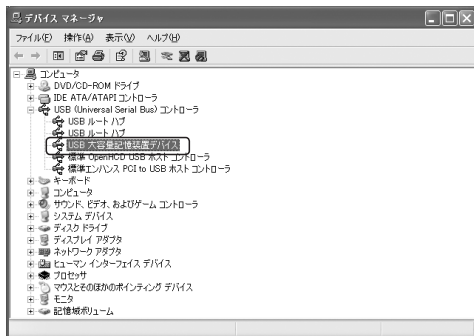 デバイス マネージャ
ファイル(F) 操作(A) 表示(V) ヘルプ(H)
コンピュータ
DVD/CD-ROM ドライブ
IDE ATA/ATAPI コントローラ
USB (Universal Serial Bus) コントローラ
USB ルート ハブ
USB ルート ハブ
USB 大容量記憶装置デバイス
標準 OpenHCD USB ホスト コントローラ
標準エンハンス PCI to USB ホスト コントローラ
キーボード
コンピュータ
サウンド、ビデオ、およびゲーム コントローラ
システム デバイス
ディスク ドライブ
ディスプレイ アダプタ
ネットワーク アダプタ
ヒューマン インターフェイス デバイス
プロセッサ
マウスとそのほかのポインティング デバイス
モニタ
記憶域ボリューム